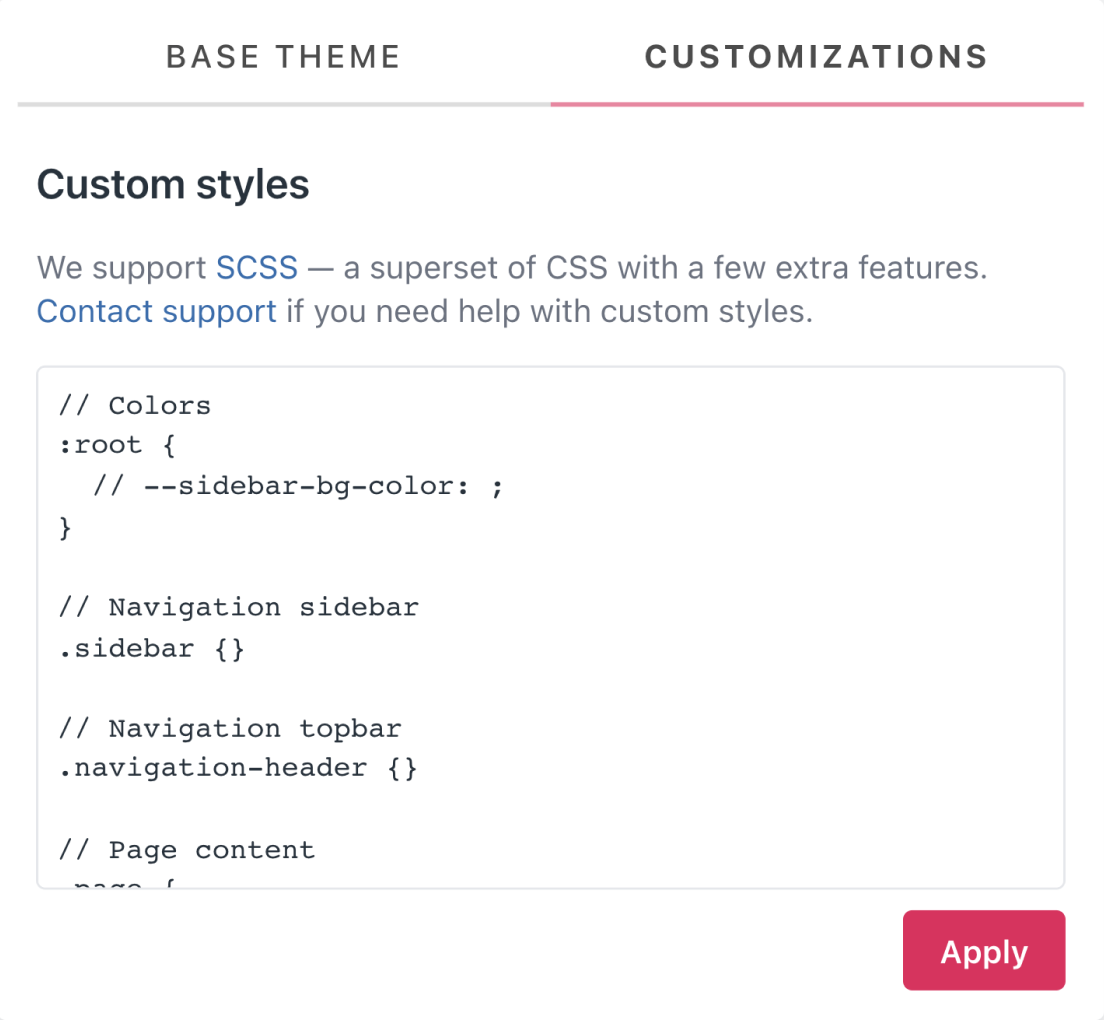 BASE THEME
CUSTOMIZATIONS
Custom styles
We support SCSS — a superset of CSS with a few extra features.
Contact support if you need help with custom styles.
// Colors
:root {
  // --sidebar-bg-color: ;
}
// Navigation sidebar
.sidebar {}
// Navigation topbar
.navigation-header {}
// Page content
.page {
Apply